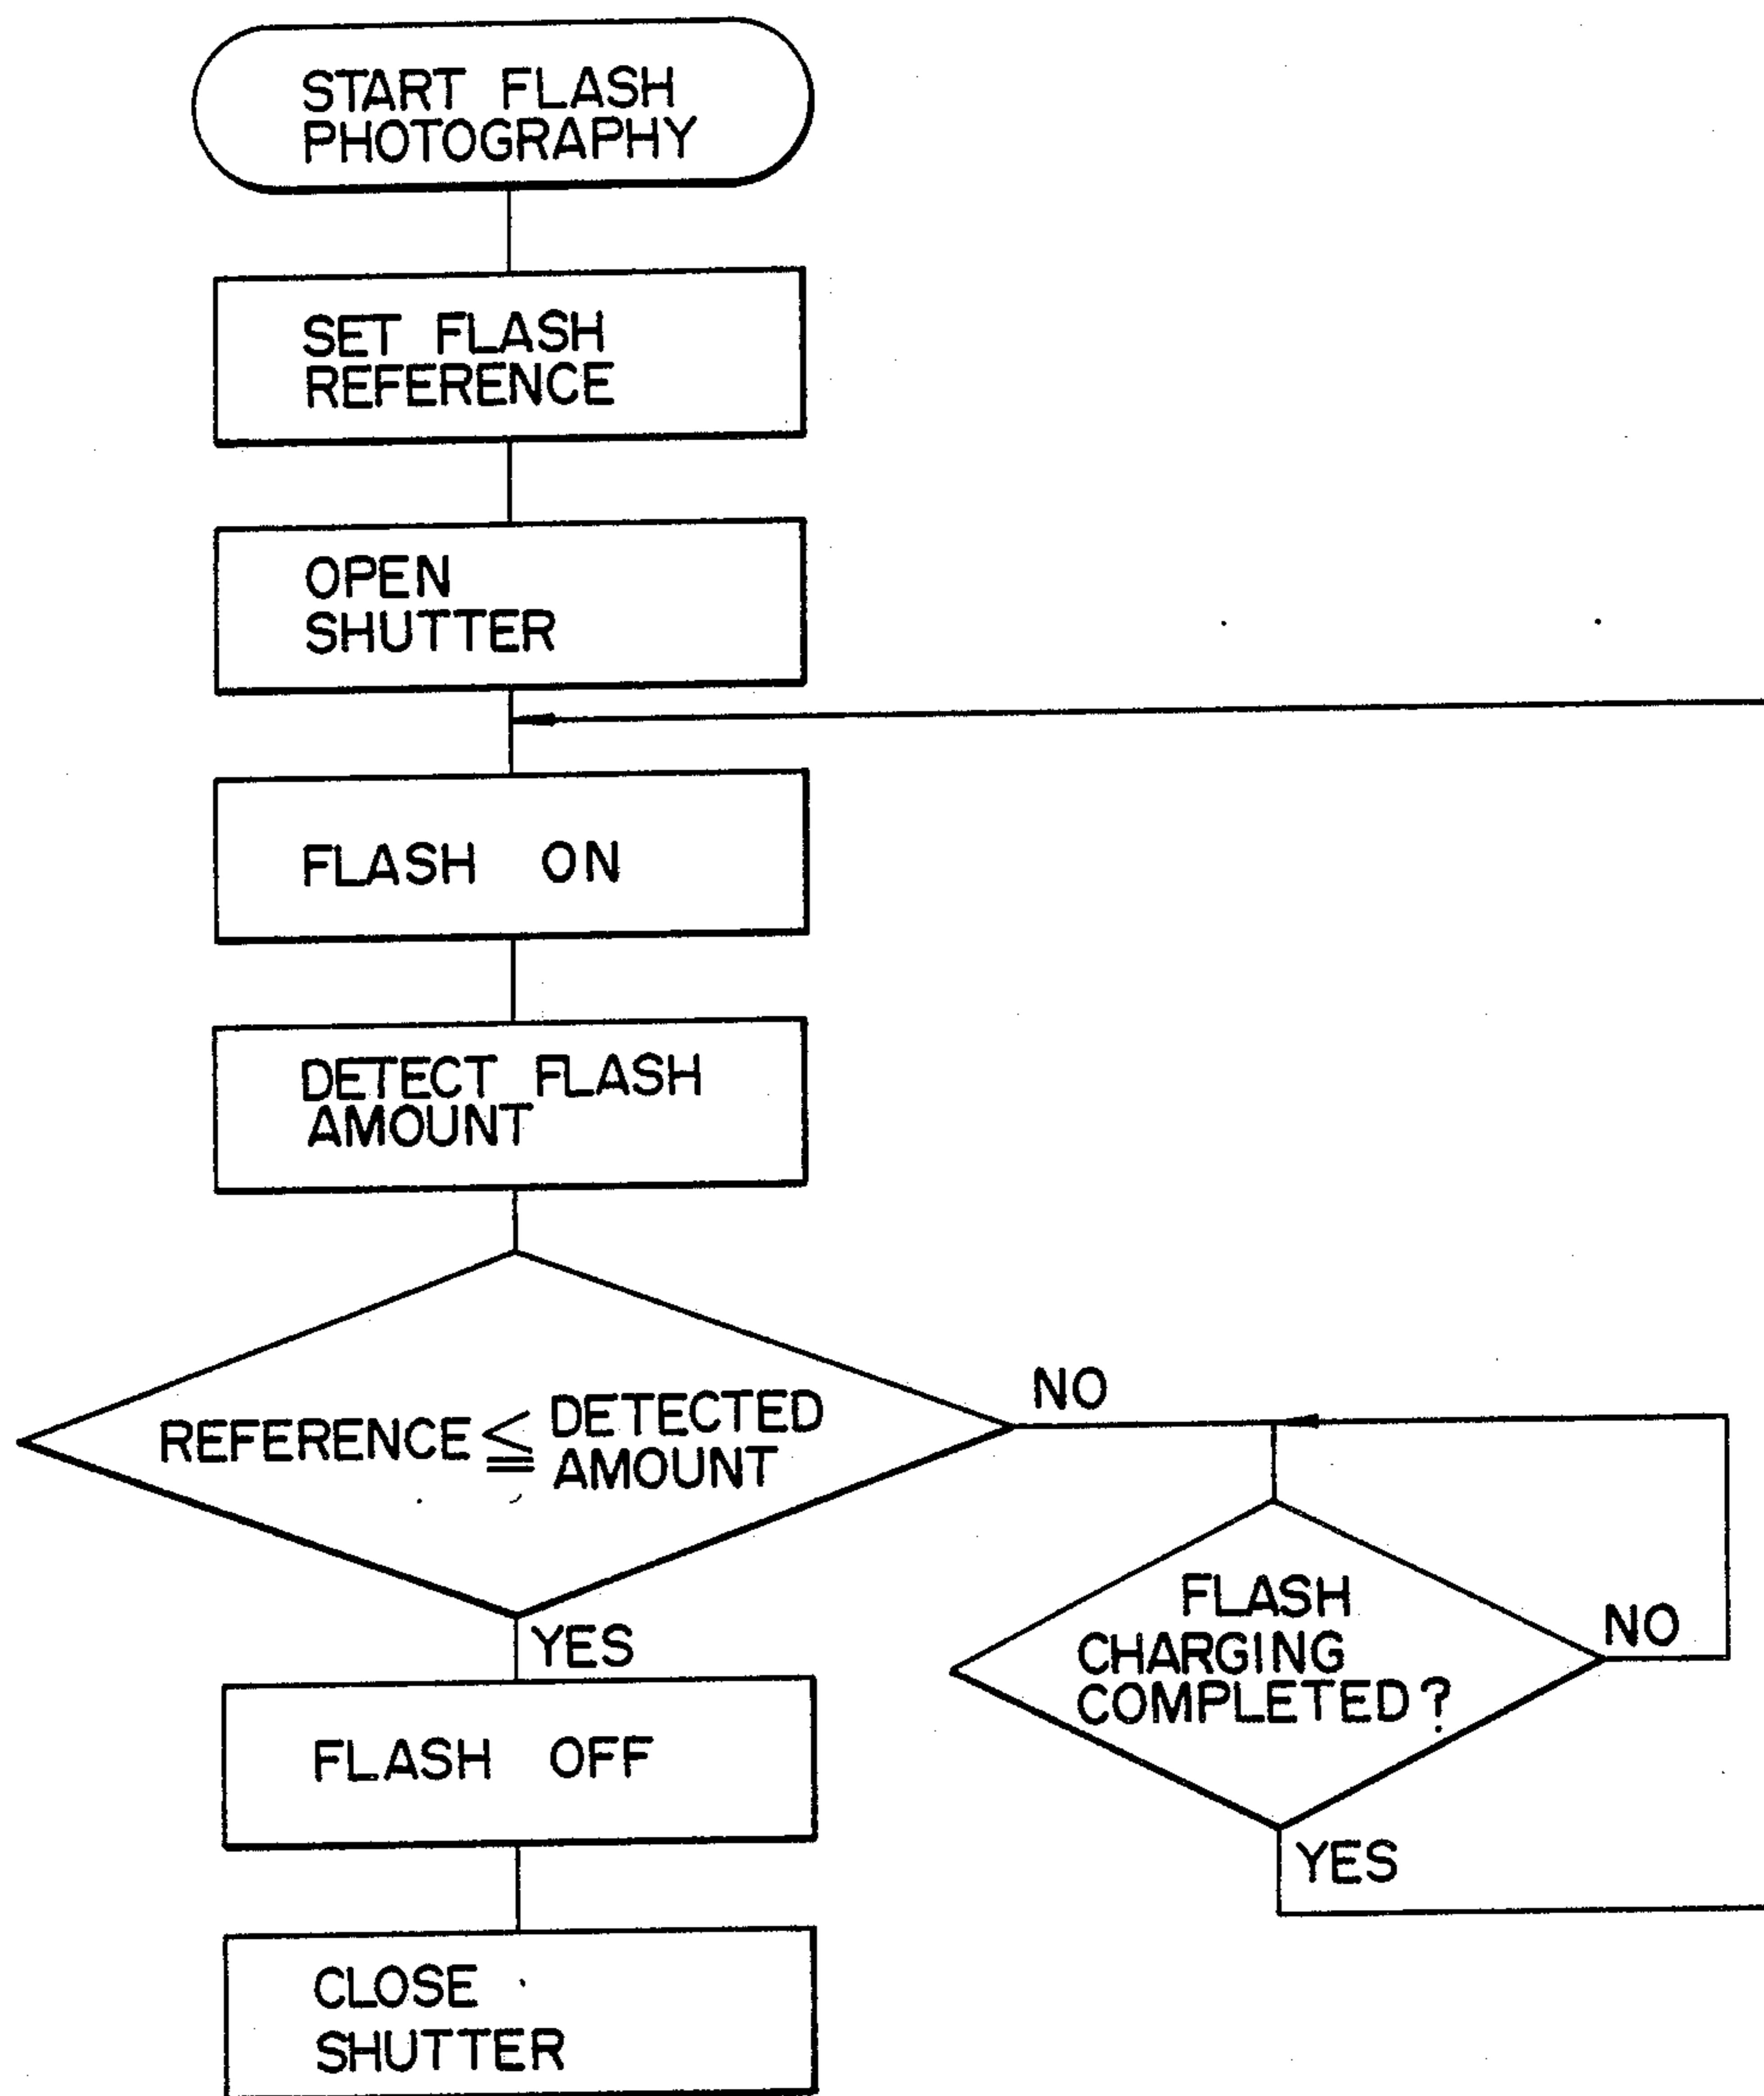 START FLASH
PHOTOGRAPHY
SET FLASH
REFERENCE
OPEN
SHUTTER
FLASH ON
DETECT FLASH
AMOUNT
REFERENCE ≦ DETECTED
AMOUNT
NO
YES
FLASH
CHARGING
COMPLETED?
NO
YES
FLASH OFF
CLOSE
SHUTTER